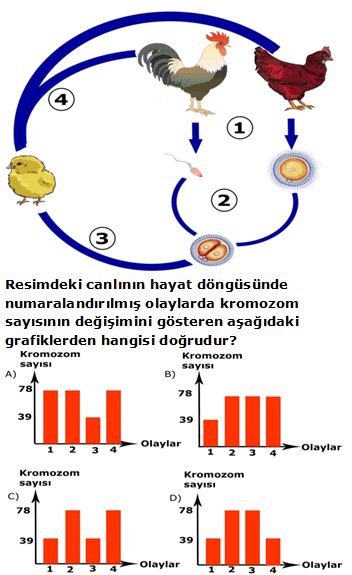 1
4
2
3
Resimdeki canlının hayat döngüsünde
numaralandırılmış olaylarda kromozom
sayısının değişimini gösteren aşağıdaki
grafiklerden hangisi doğrudur?
A)
Kromozom
sayısı
78
39
1 2 3 4
Olaylar
B)
Kromozom
sayısı
78
39
1 2 3 4
Olaylar
C)
Kromozom
sayısı
78
39
1 2 3 4
Olaylar
D)
Kromozom
sayısı
78
39
1 2 3 4
Olaylar